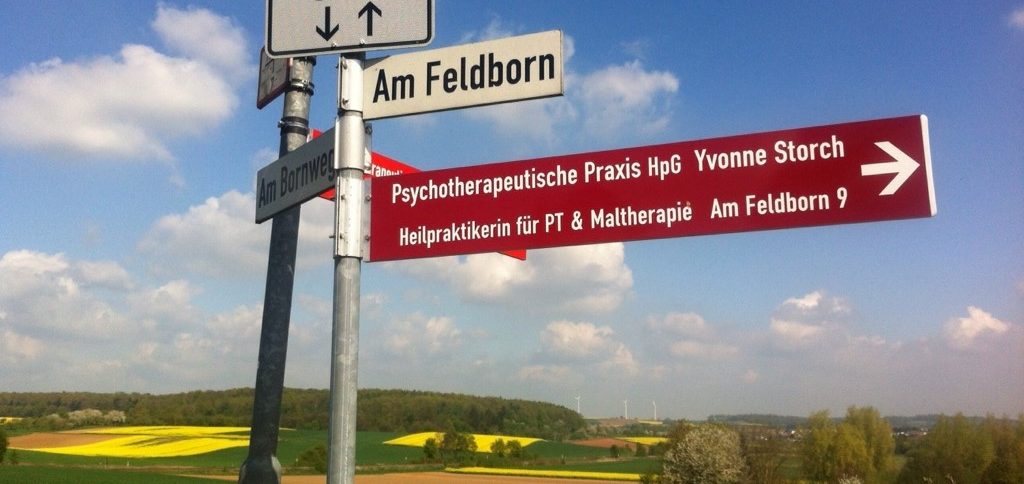 Am Feldborn
Am Bornweg
Psychotherapeutische Praxis HpG Yvonne Storch
Heilpraktikerin für PT & Maltherapie Am Feldborn 9